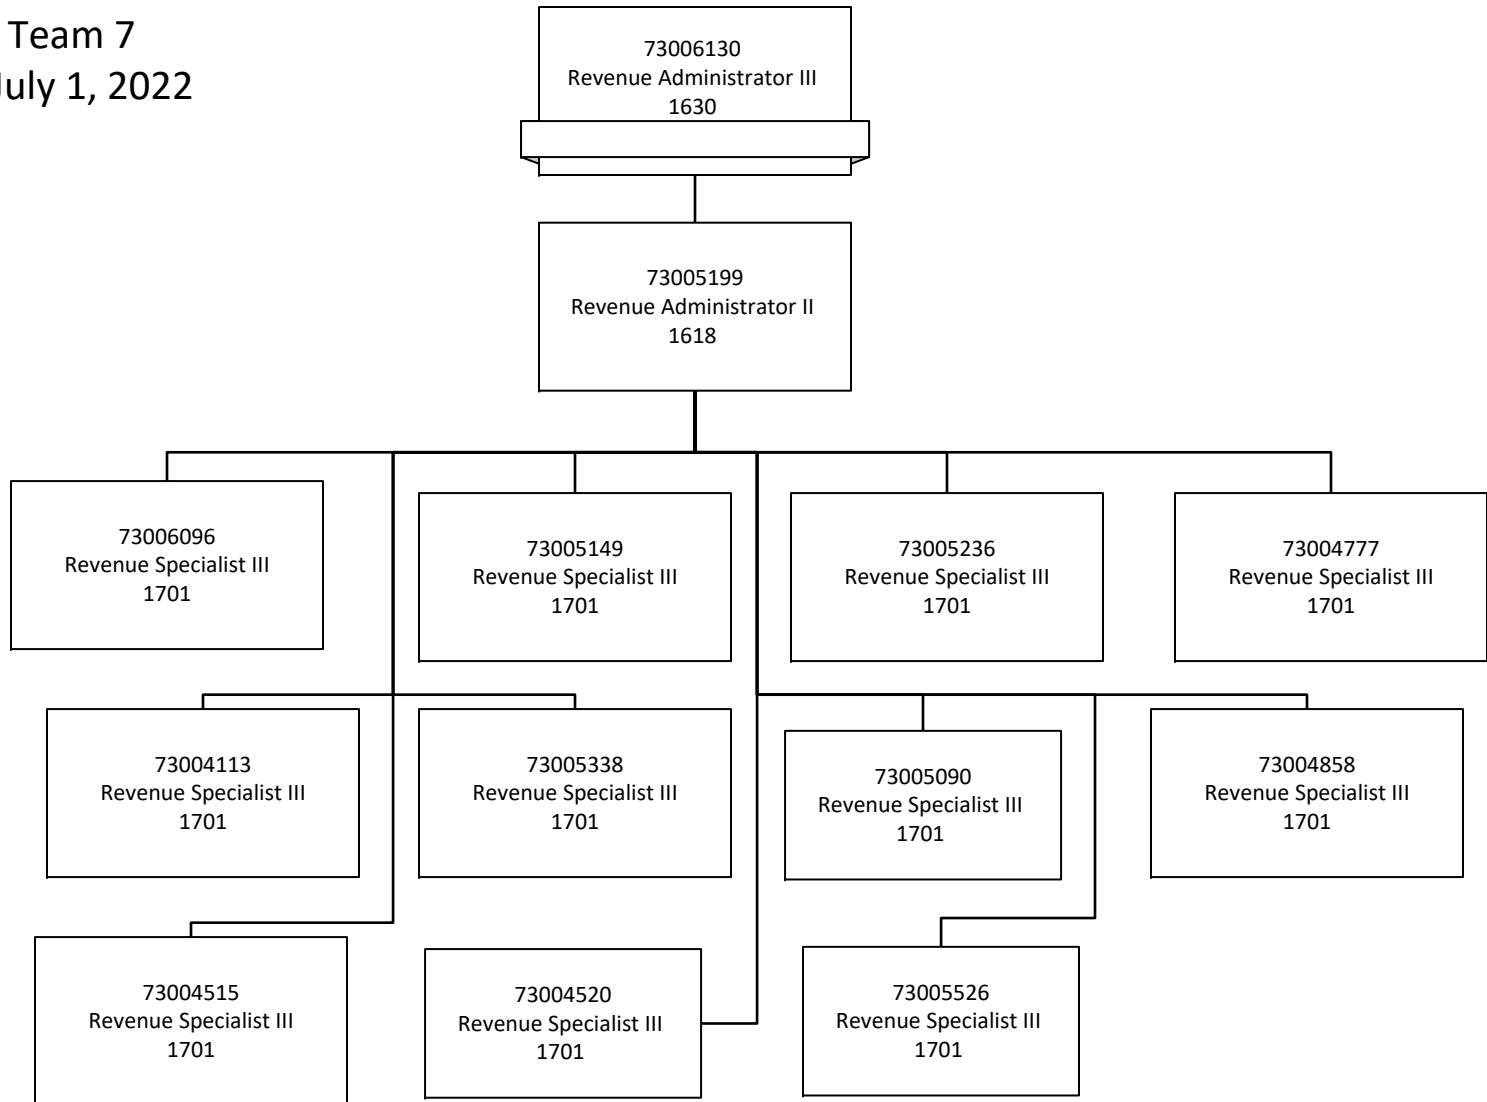 Team 7
July 1, 2022
73006130
Revenue Administrator III
1630
73005199
Revenue Administrator II
1618
73006096
Revenue Specialist III
1701
73005149
Revenue Specialist III
1701
73005236
Revenue Specialist III
1701
73004777
Revenue Specialist III
1701
73004113
Revenue Specialist III
1701
73005338
Revenue Specialist III
1701
73005090
Revenue Specialist III
1701
73004858
Revenue Specialist III
1701
73004515
Revenue Specialist III
1701
73004520
Revenue Specialist III
1701
73005526
Revenue Specialist III
1701